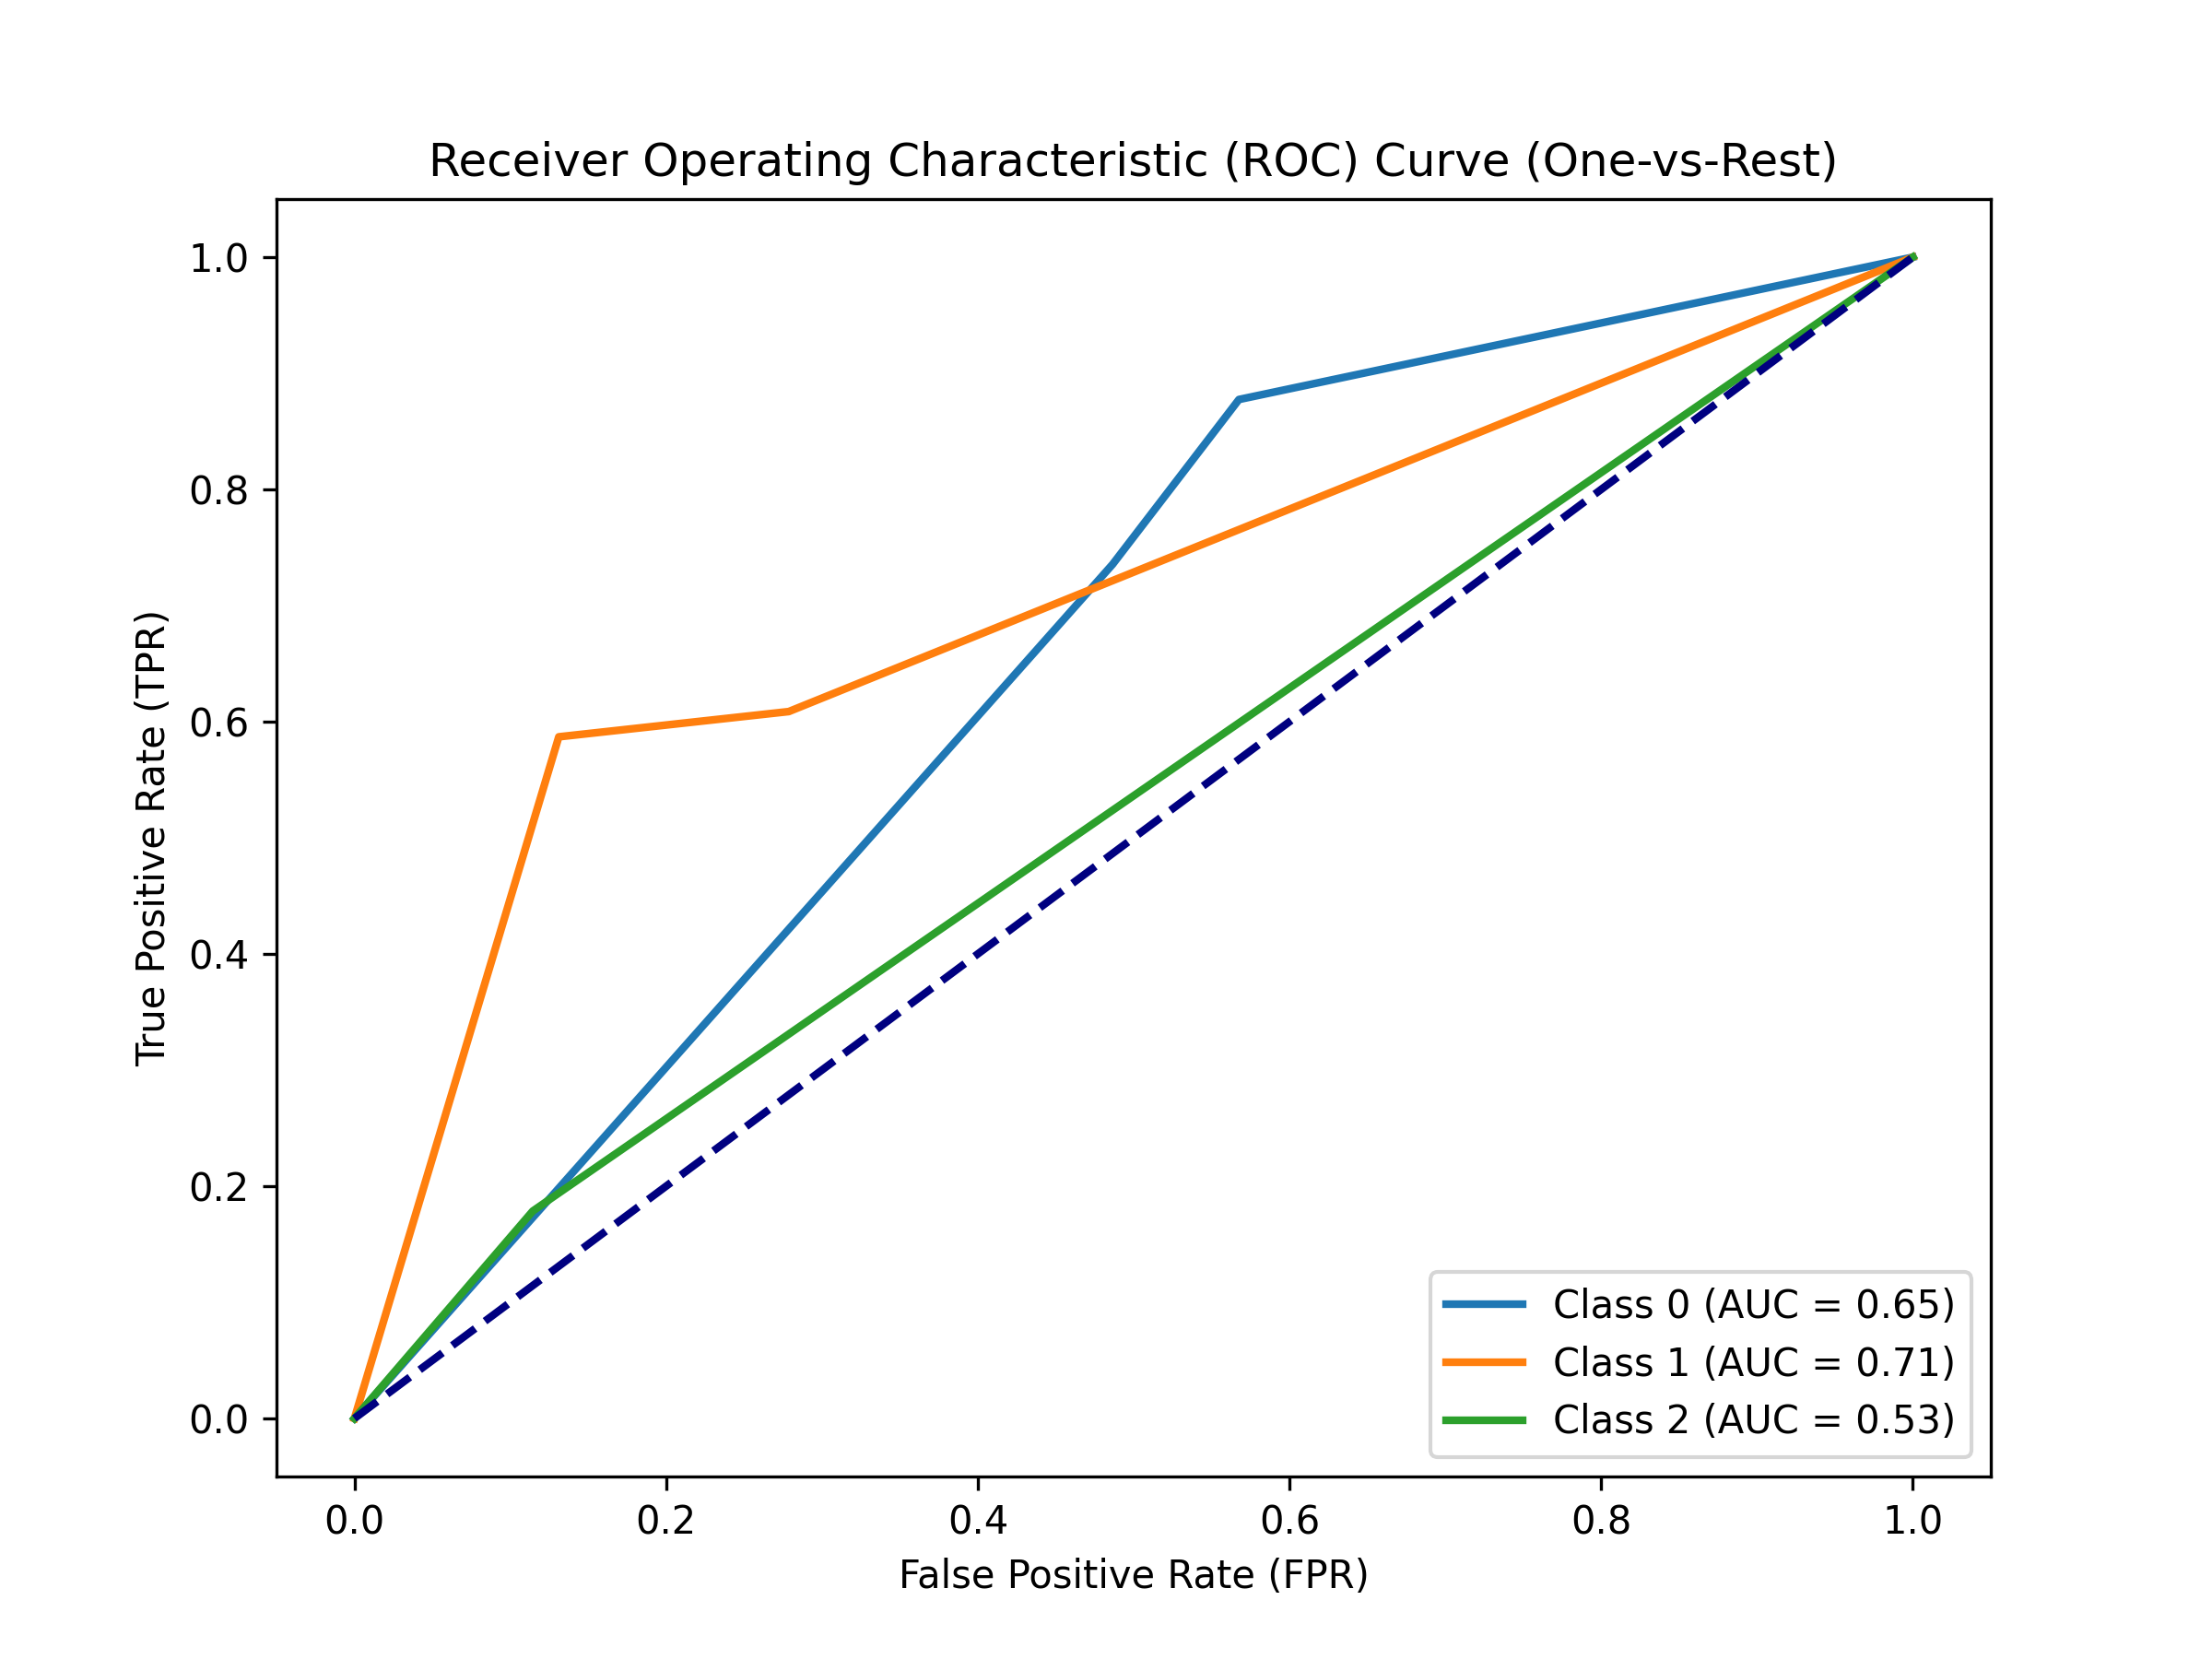 Receiver Operating Characteristic (ROC) Curve (One-vs-Rest)
True Positive Rate (TPR)
1.0
0.8
0.6
0.4
0.2
0.0
Class 0 (AUC = 0.65)
Class 1 (AUC = 0.71)
Class 2 (AUC = 0.53)
0.0 0.2 0.4 0.6 0.8 1.0
False Positive Rate (FPR)